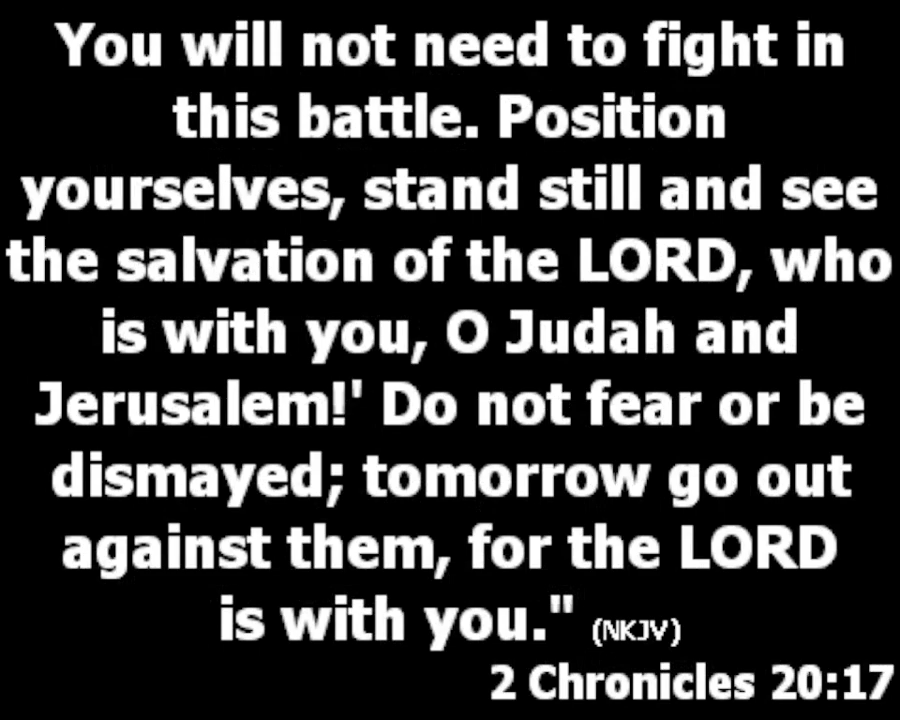 You will not need to fight in
this battle. Position
yourselves, stand still and see
the salvation of the LORD, who
is with you, O Judah and
Jerusalem!' Do not fear or be
dismayed; tomorrow go out
against them, for the LORD
is with you." (NKJV)
2 Chronicles 20:17